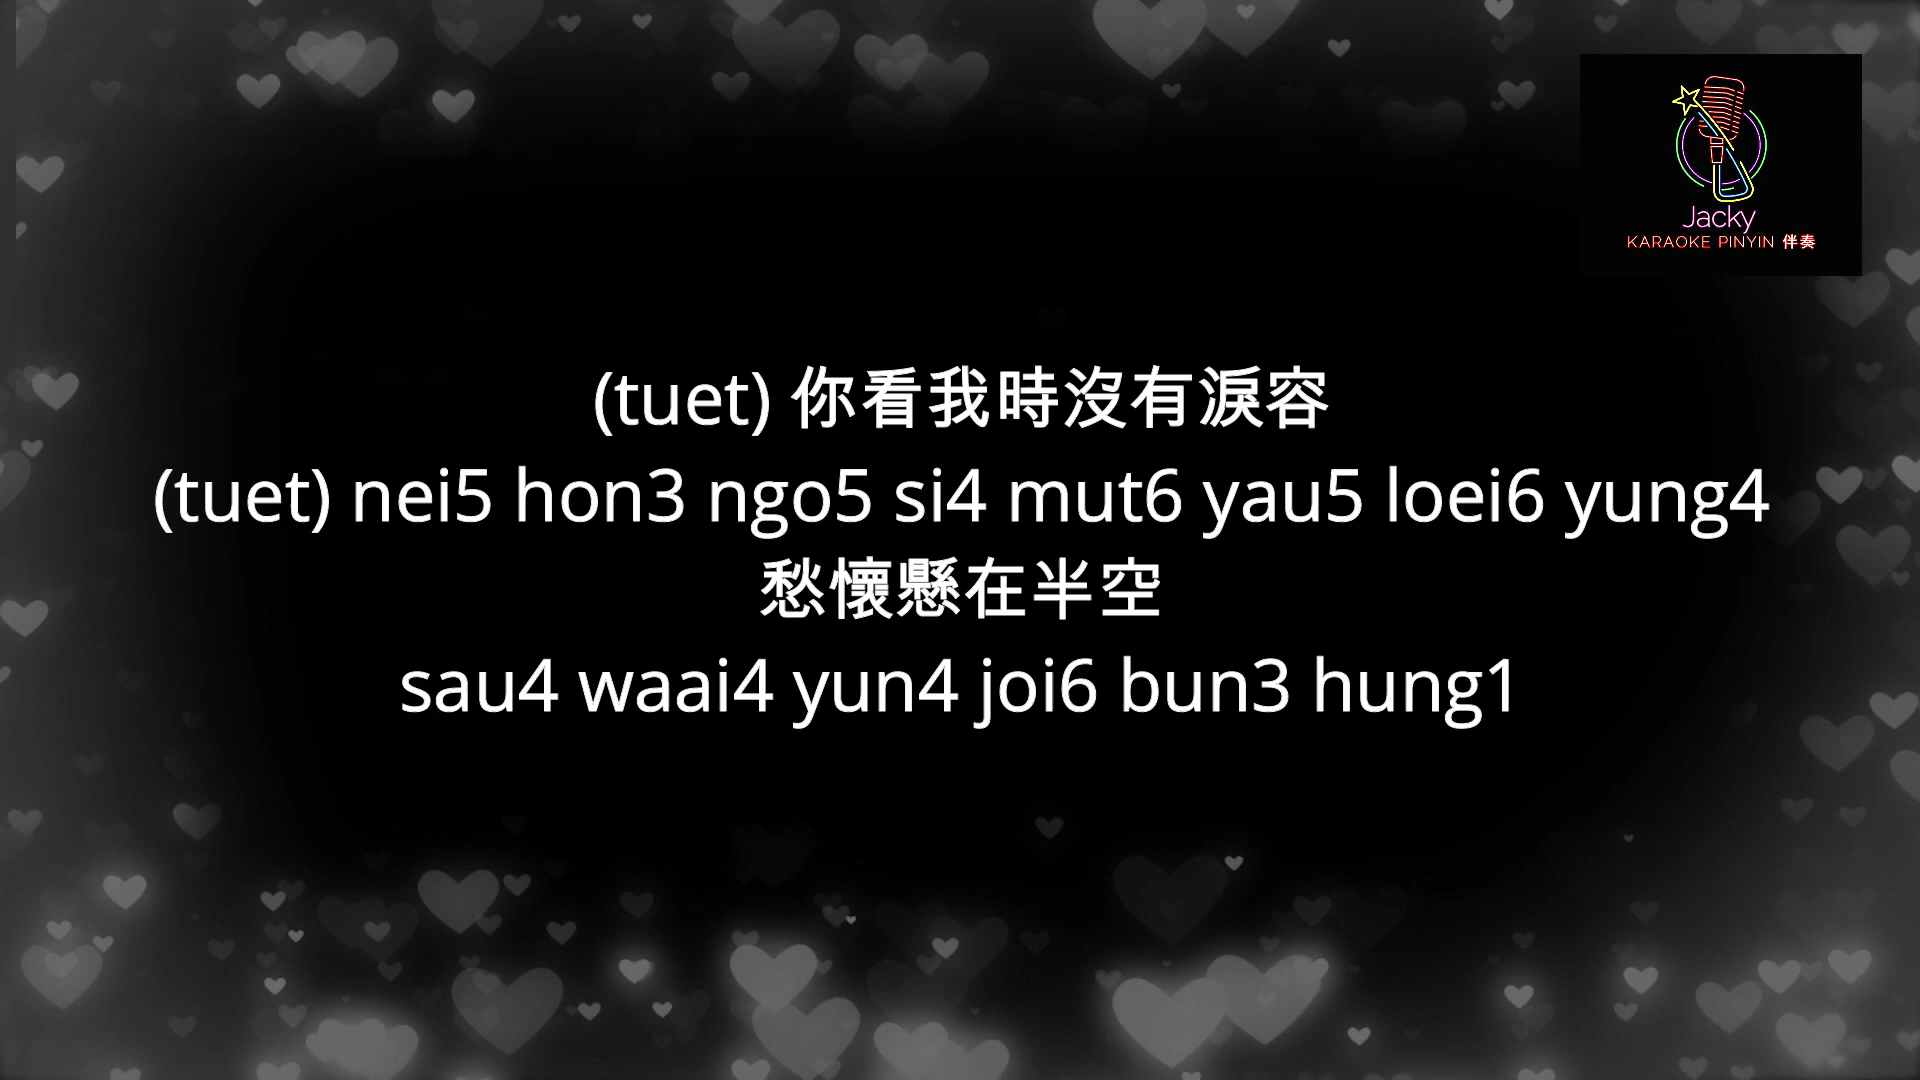 Jacky
KARAOKE PINYIN 伴奏
(tuet) 你看我時沒有淚容
(tuet) nei5 hon3 ngo5 si4 mut6 yau5 loei6 yung4
愁懷懸在半空
sau4 waai4 yun4 joi6 bun3 hung1